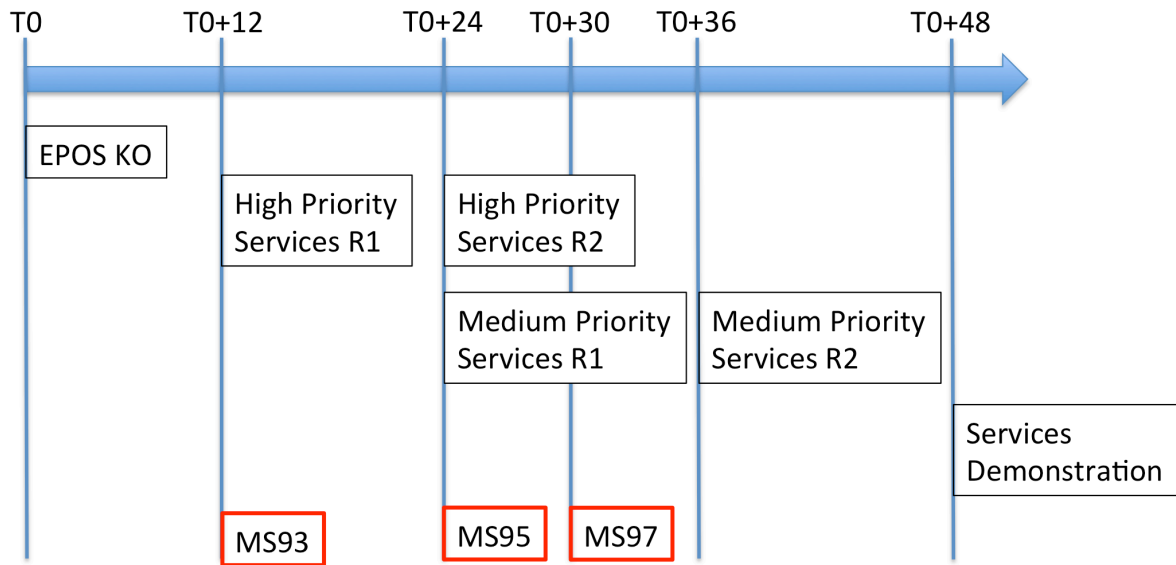 T0 T0+12 T0+24 T0+30 T0+36 T0+48
EPOS KO
High Priority
Services R1
High Priority
Services R2
Medium Priority
Services R1
Medium Priority
Services R2
Services
Demonstration
MS93
MS95
MS97